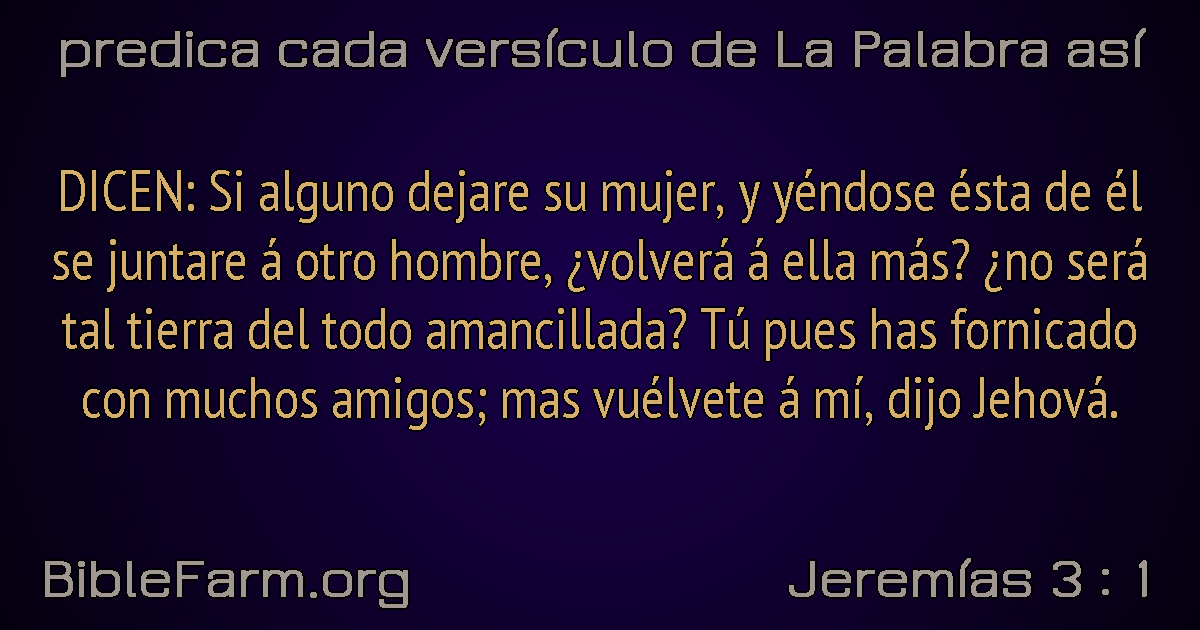 predica cada versículo de La Palabra así
DICEN: Si alguno dejare su mujer, y yéndose ésta de él
se juntare á otro hombre, ¿volverá á ella más? ¿no será
tal tierra del todo amancillada? Tú pues has fornicado
con muchos amigos; mas vuélvete á mí, dijo Jehová.
BibleFarm.org
Jeremías 3 : 1